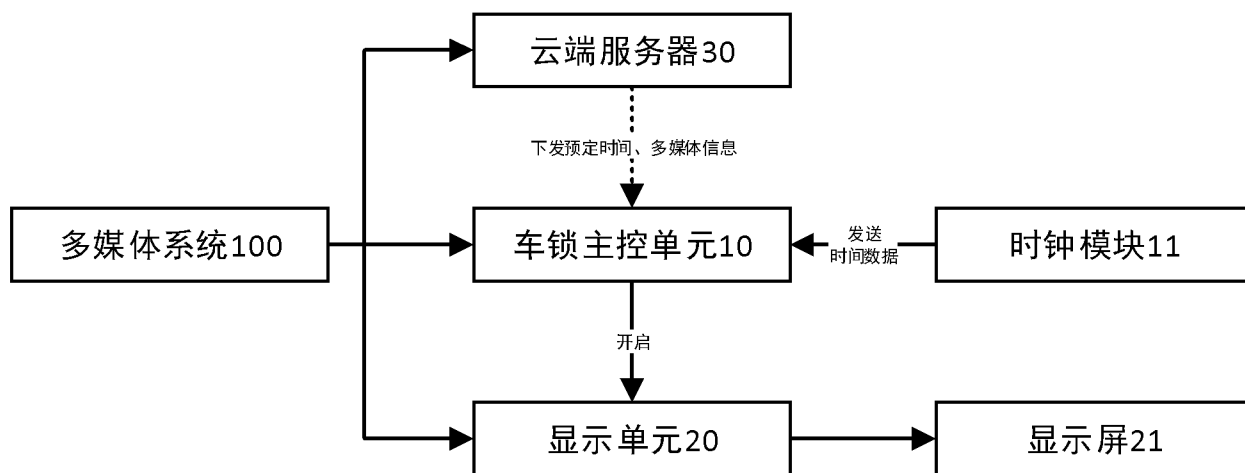 云端服务器30
下发预定时间、多媒体信息
多媒体系统100
车锁主控单元10
发送
时间数据
时钟模块11
开启
显示单元20
显示屏21